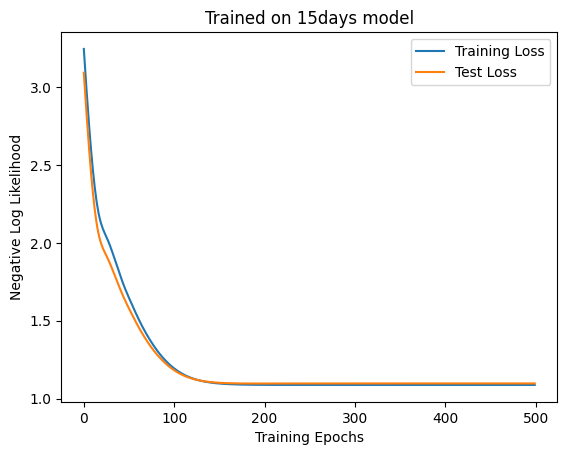 Trained on 15days model
Training Loss
Test Loss
Negative Log Likelihood
3.0
2.5
2.0
1.5
1.0
0
100
200
300
400
500
Training Epochs